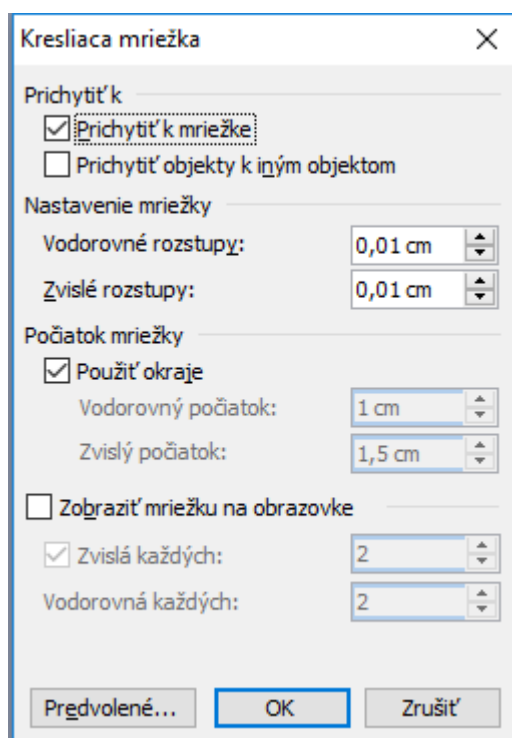 Kresliaca mriežka
Prichytiť k
Prichytiť k mriežke
Prichytiť objekty k iným objektom
Nastavenie mriežky
Vodorovné rozstupy: 0,01 cm
Zvislé rozstupy: 0,01 cm
Počiatok mriežky
Použiť okraje
Vodorovný počiatok: 1 cm
Zvislý počiatok: 1,5 cm
Zobraziť mriežku na obrazovke
Zvislá každých: 2
Vodorovná každých: 2
Predvolené... OK Zrušiť